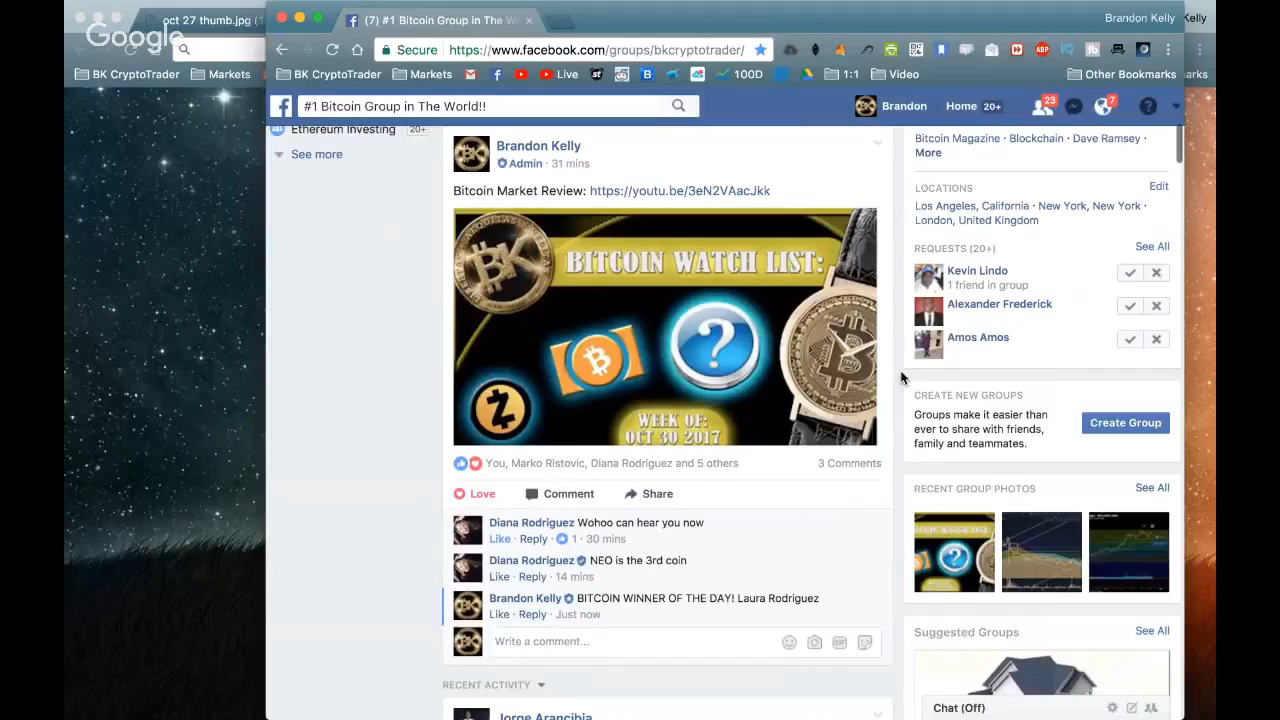 oct 27 thumb.jpg (1
(7) #1 Bitcoin Group in The W
Brandon Kelly
Kelly
Google
Secure
https://www.facebook.com/groups/bkcryptotrader/
ABP
BK CryptoTrader
Markets
BK CryptoTrader
Markets
Live
100D
1:1
Video
Other Bookmarks
arks
#1 Bitcoin Group in The World!!
Brandon
Home 20+
23
7
Ethereum Investing 20+
See more
Brandon Kelly
Admin · 31 mins
Bitcoin Market Review: https://youtu.be/3eN2VAacJkk
BK
BITCOIN WATCH LIST:
WEEK OF:
OCT 30 2017
You, Marko Ristovic, Diana Rodriguez and 5 others
3 Comments
Love
Comment
Share
Diana Rodriguez Wohoo can hear you now
Like · Reply · 1 · 30 mins
Diana Rodriguez NEO is the 3rd coin
Like · Reply · 14 mins
Brandon Kelly BITCOIN WINNER OF THE DAY! Laura Rodriguez
Like · Reply · Just now
Write a comment...
GIF
RECENT ACTIVITY
Jorge Arancibia
Bitcoin Magazine · Blockchain · Dave Ramsey ·
More
LOCATIONS
Edit
Los Angeles, California · New York, New York ·
London, United Kingdom
REQUESTS (20+)
See All
Kevin Lindo
1 friend in group
Alexander Frederick
Amos Amos
CREATE NEW GROUPS
Groups make it easier than
ever to share with friends,
family and teammates.
Create Group
RECENT GROUP PHOTOS
See All
Suggested Groups
See All
Chat (Off)